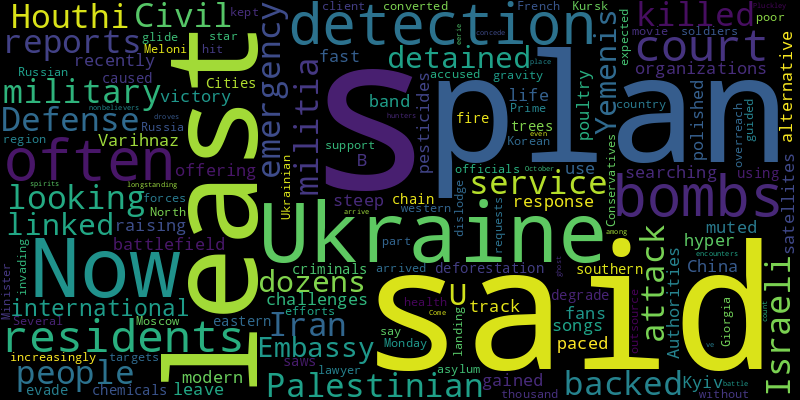 Houthi
Civil
detection
client
converted
French
Kursk
killed
poor
reports
glide
star
kept
movie
soldiers
expected
Meloni
hit
recently
Russian
caused
Cities
military
victory
emergency
detained
fast
accused
gravity
Prime
Korean
court
organizations
country
alternative
Defense
nonbelievers
droves
region
Russia
Varihnaz
militia
band
B
support
pesticides
hunters
fire
life
trees
even
place
eerie
concede
poultry
Yemenis
polished
overreach
guided
often
least
S
plan
offering
spirits
longstanding
officials
October
use
service
response
Conservatives
searching
using
bombs
satellites
looking
linked
forces
North
raising
battlefield
Ukrainian
steep
chain
western
arrive
dislodge
requests
among
muted
hyper
encounters
China
Now
invading
international
Ukraine
part
criminals
arrived
deforestation
southern
attack
Authorities
Israeli
dozens
challenges
efforts
U
health
Come
track
said
degrade
fans
songs
paced
outsource
Giorgia
count
Minister
Several
Moscow
eastern
residents
Iran
Embassy
say
Monday
landing
increasingly
targets
people
modern
saws
lawyer
asylum
evade
chemicals
leave
Palestinian
gained
thousand
backed
Kyiv
ve
battle
without